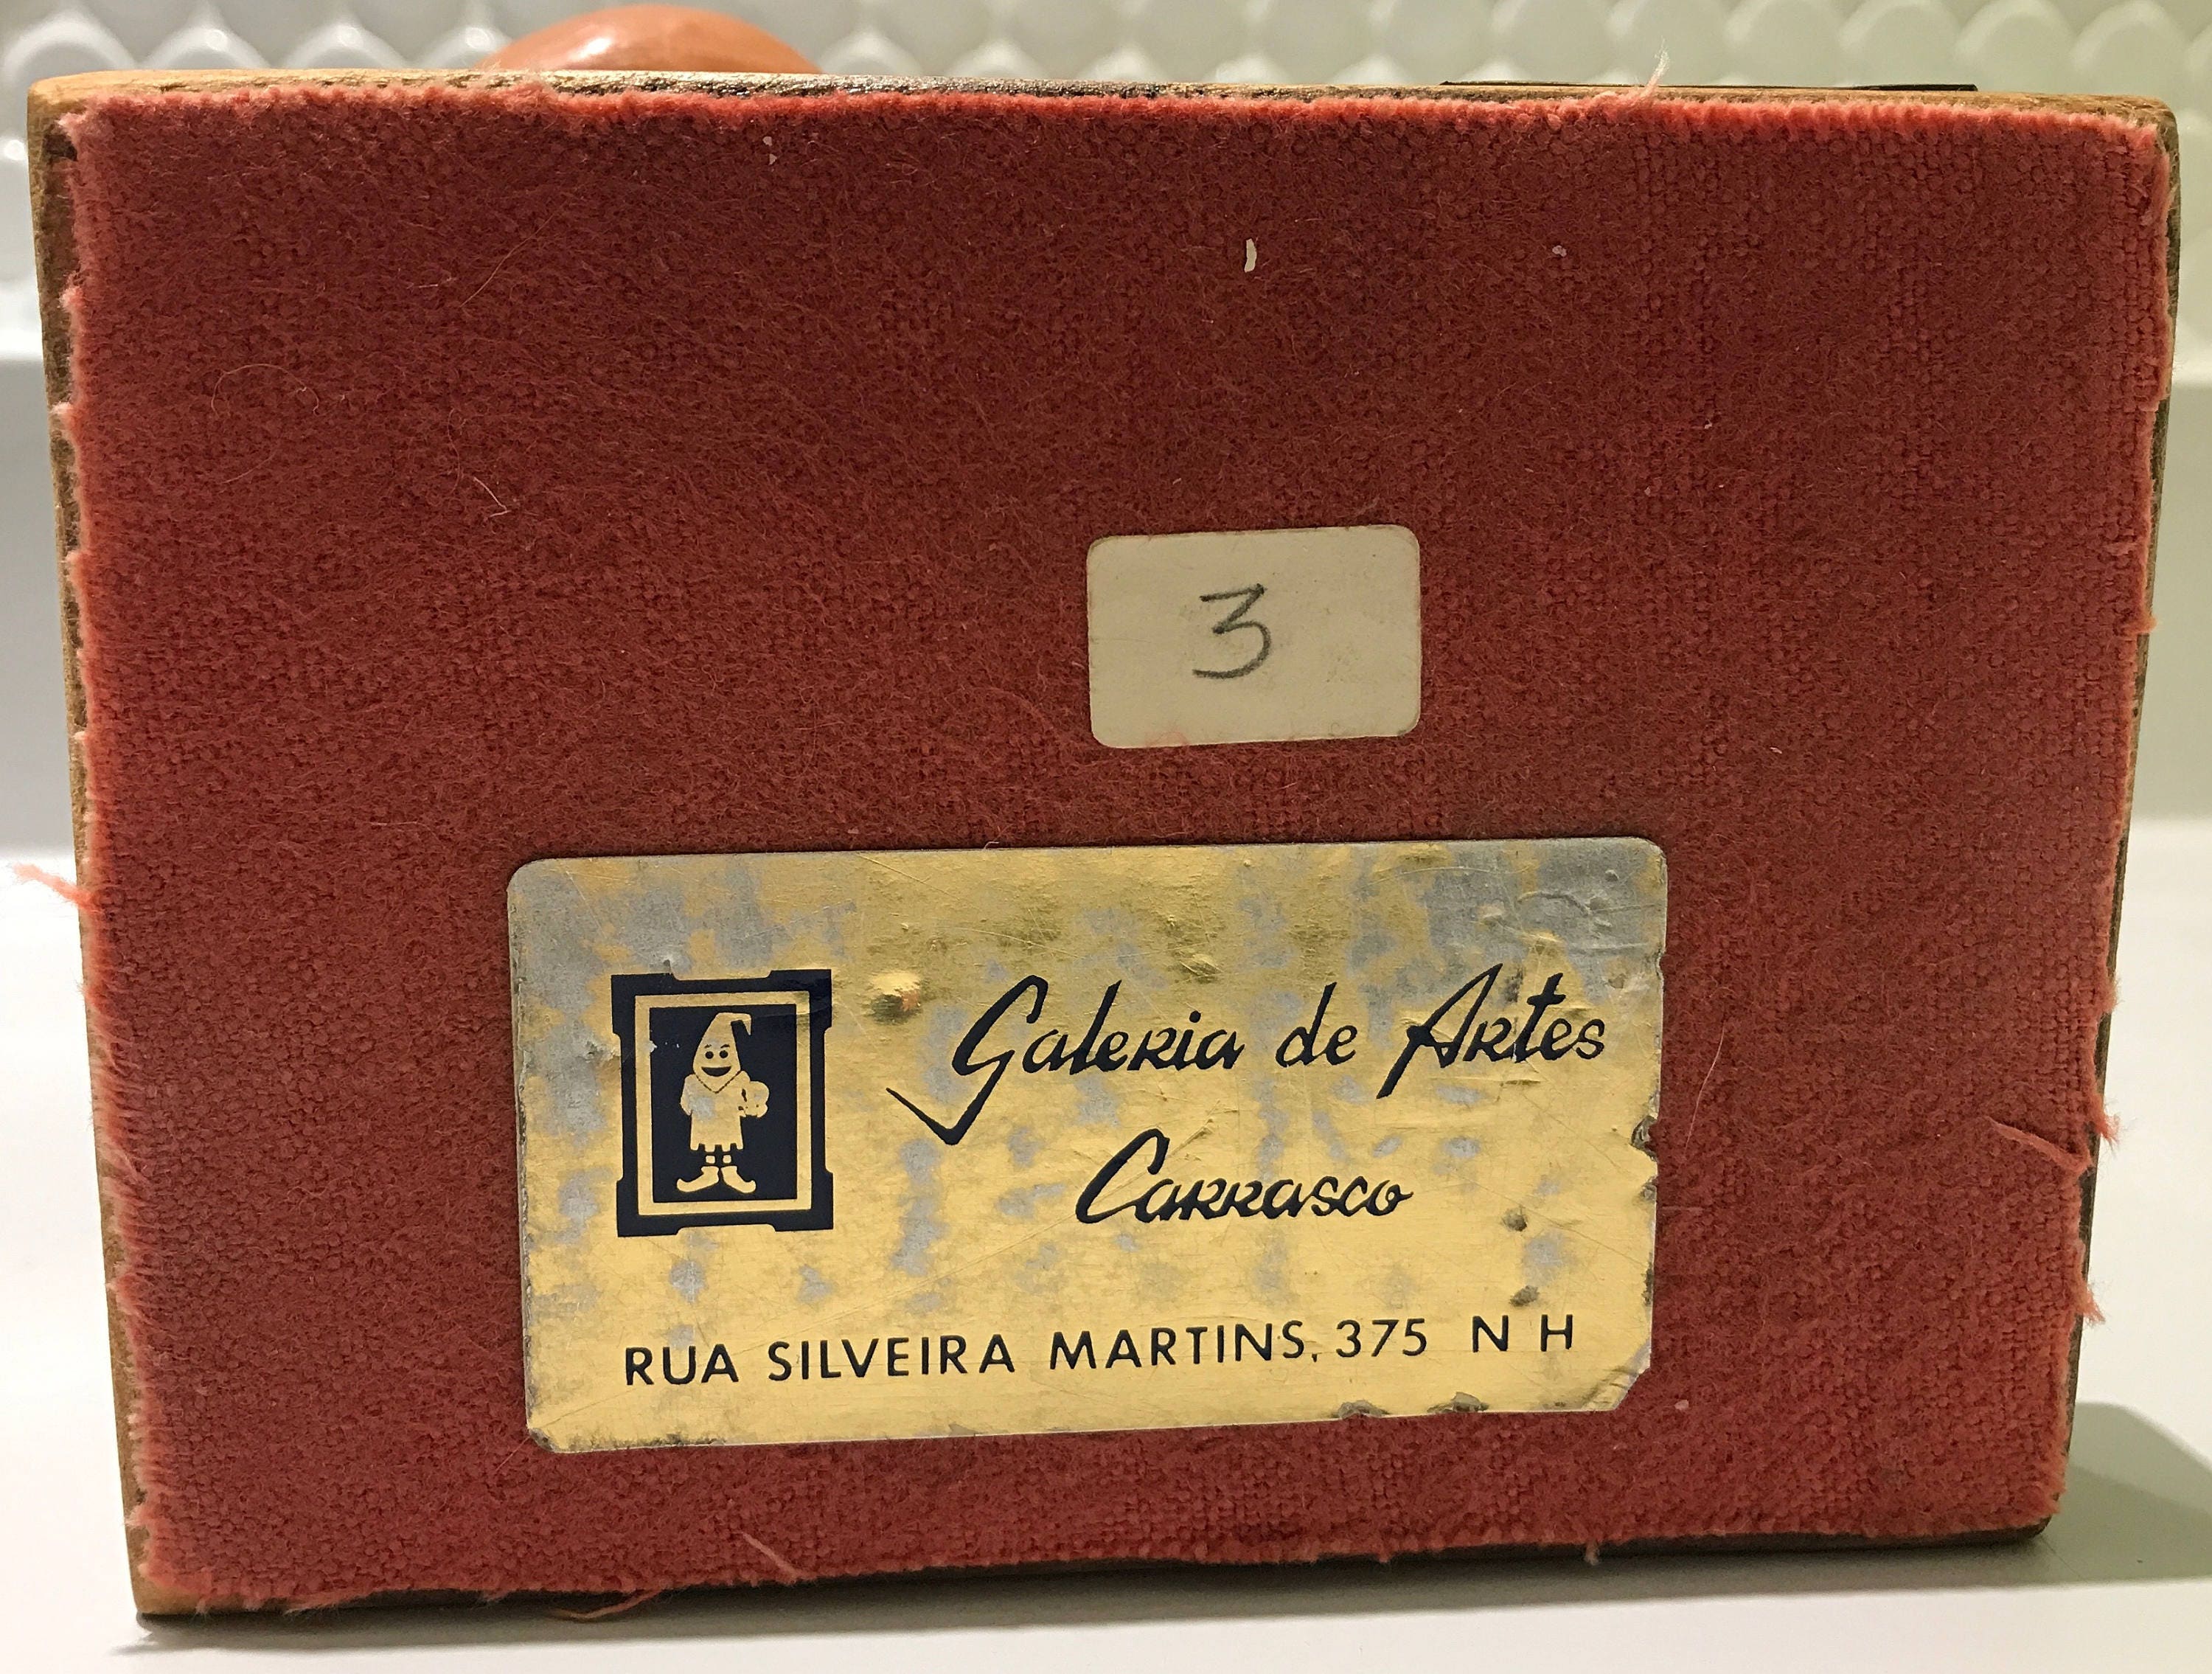 3
Galeria de Artes
Carrasco
RUA SILVEIRA MARTINS, 375 N H